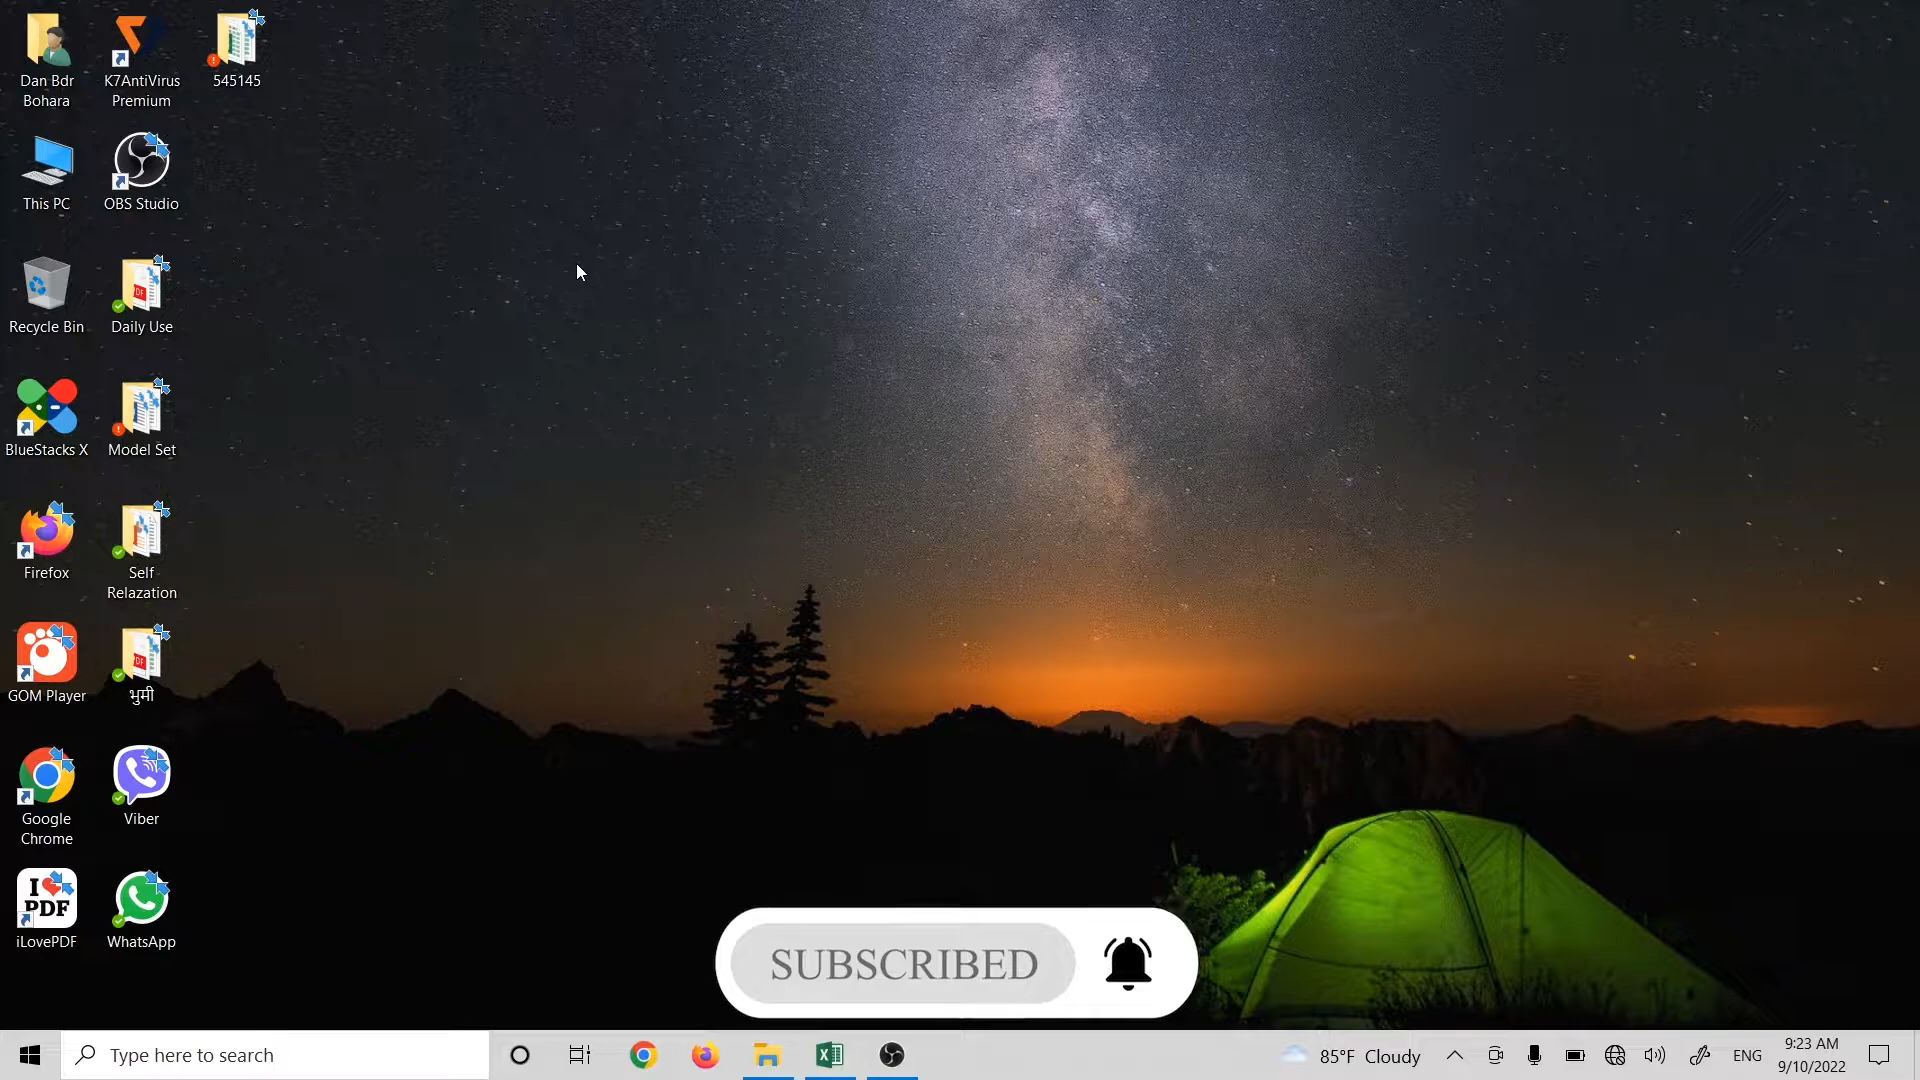 Dan Bdr
Bohara
K7AntiVirus
Premium
545145
This PC
OBS Studio
Recycle Bin
PDF
Daily Use
BlueStacks X
Model Set
Firefox
Self
Relazation
GOM Player
PDF
भुमी
Google
Chrome
Viber
I
PDF
iLovePDF
WhatsApp
SUBSCRIBED
Type here to search
85°F Cloudy
ENG
9:23 AM
9/10/2022